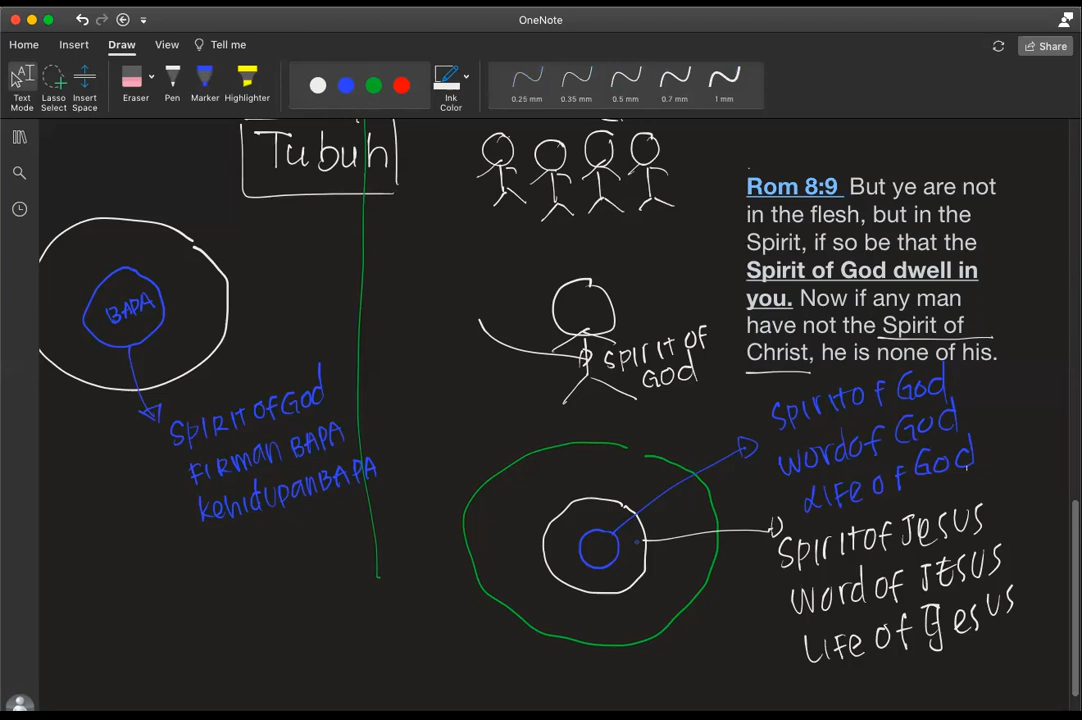 OneNote
Home Insert Draw View Tell me
Share
Text Mode
Lasso Select
Insert Space
Eraser
Pen
Marker
Highlighter
Ink Color
0.25 mm
0.35 mm
0.5 mm
0.7 mm
1 mm
Tubuh
BAPA
SPIRIT OF God
FIRMAN BAPA
kehidupan BAPA
SPIRIT OF
GOD
Rom 8:9 But ye are not
in the flesh, but in the
Spirit, if so be that the
Spirit of God dwell in
you. Now if any man
have not the Spirit of
Christ, he is none of his.
Spirit of God
Word of God
Life of God
Spirit of Jesus
Word of JESUS
Life of Jesus